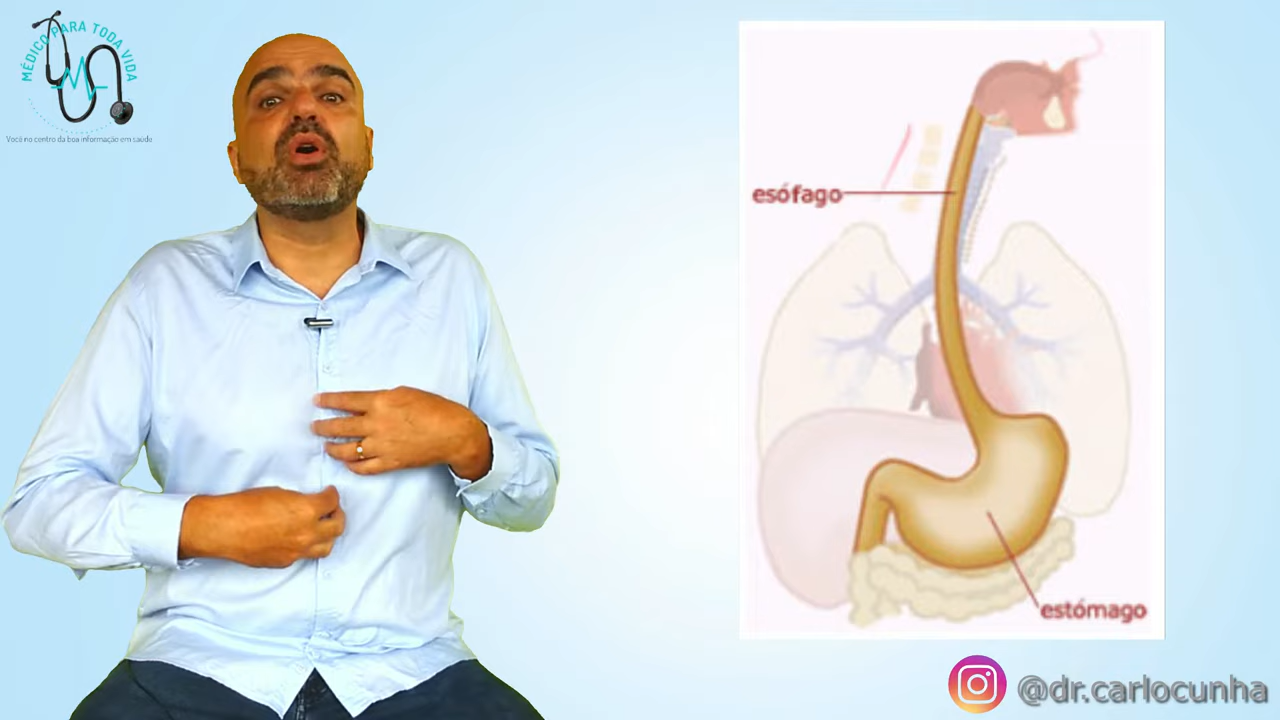 MÉDICO PARA TODA VIDA
Você no centro da boa informação em saúde
esófago
estómago
@dr.carlocunha